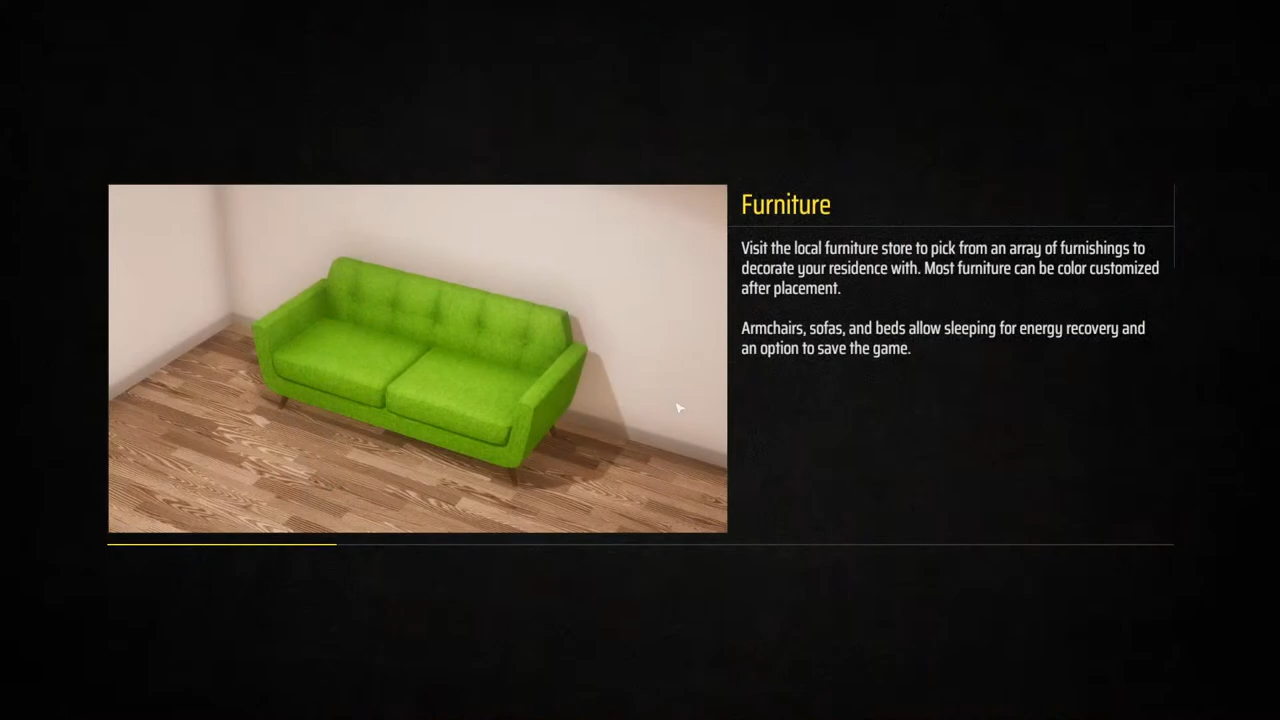 Furniture
Visit the local furniture store to pick from an array of furnishings to
decorate your residence with. Most furniture can be color customized
after placement.
Armchairs, sofas, and beds allow sleeping for energy recovery and
an option to save the game.